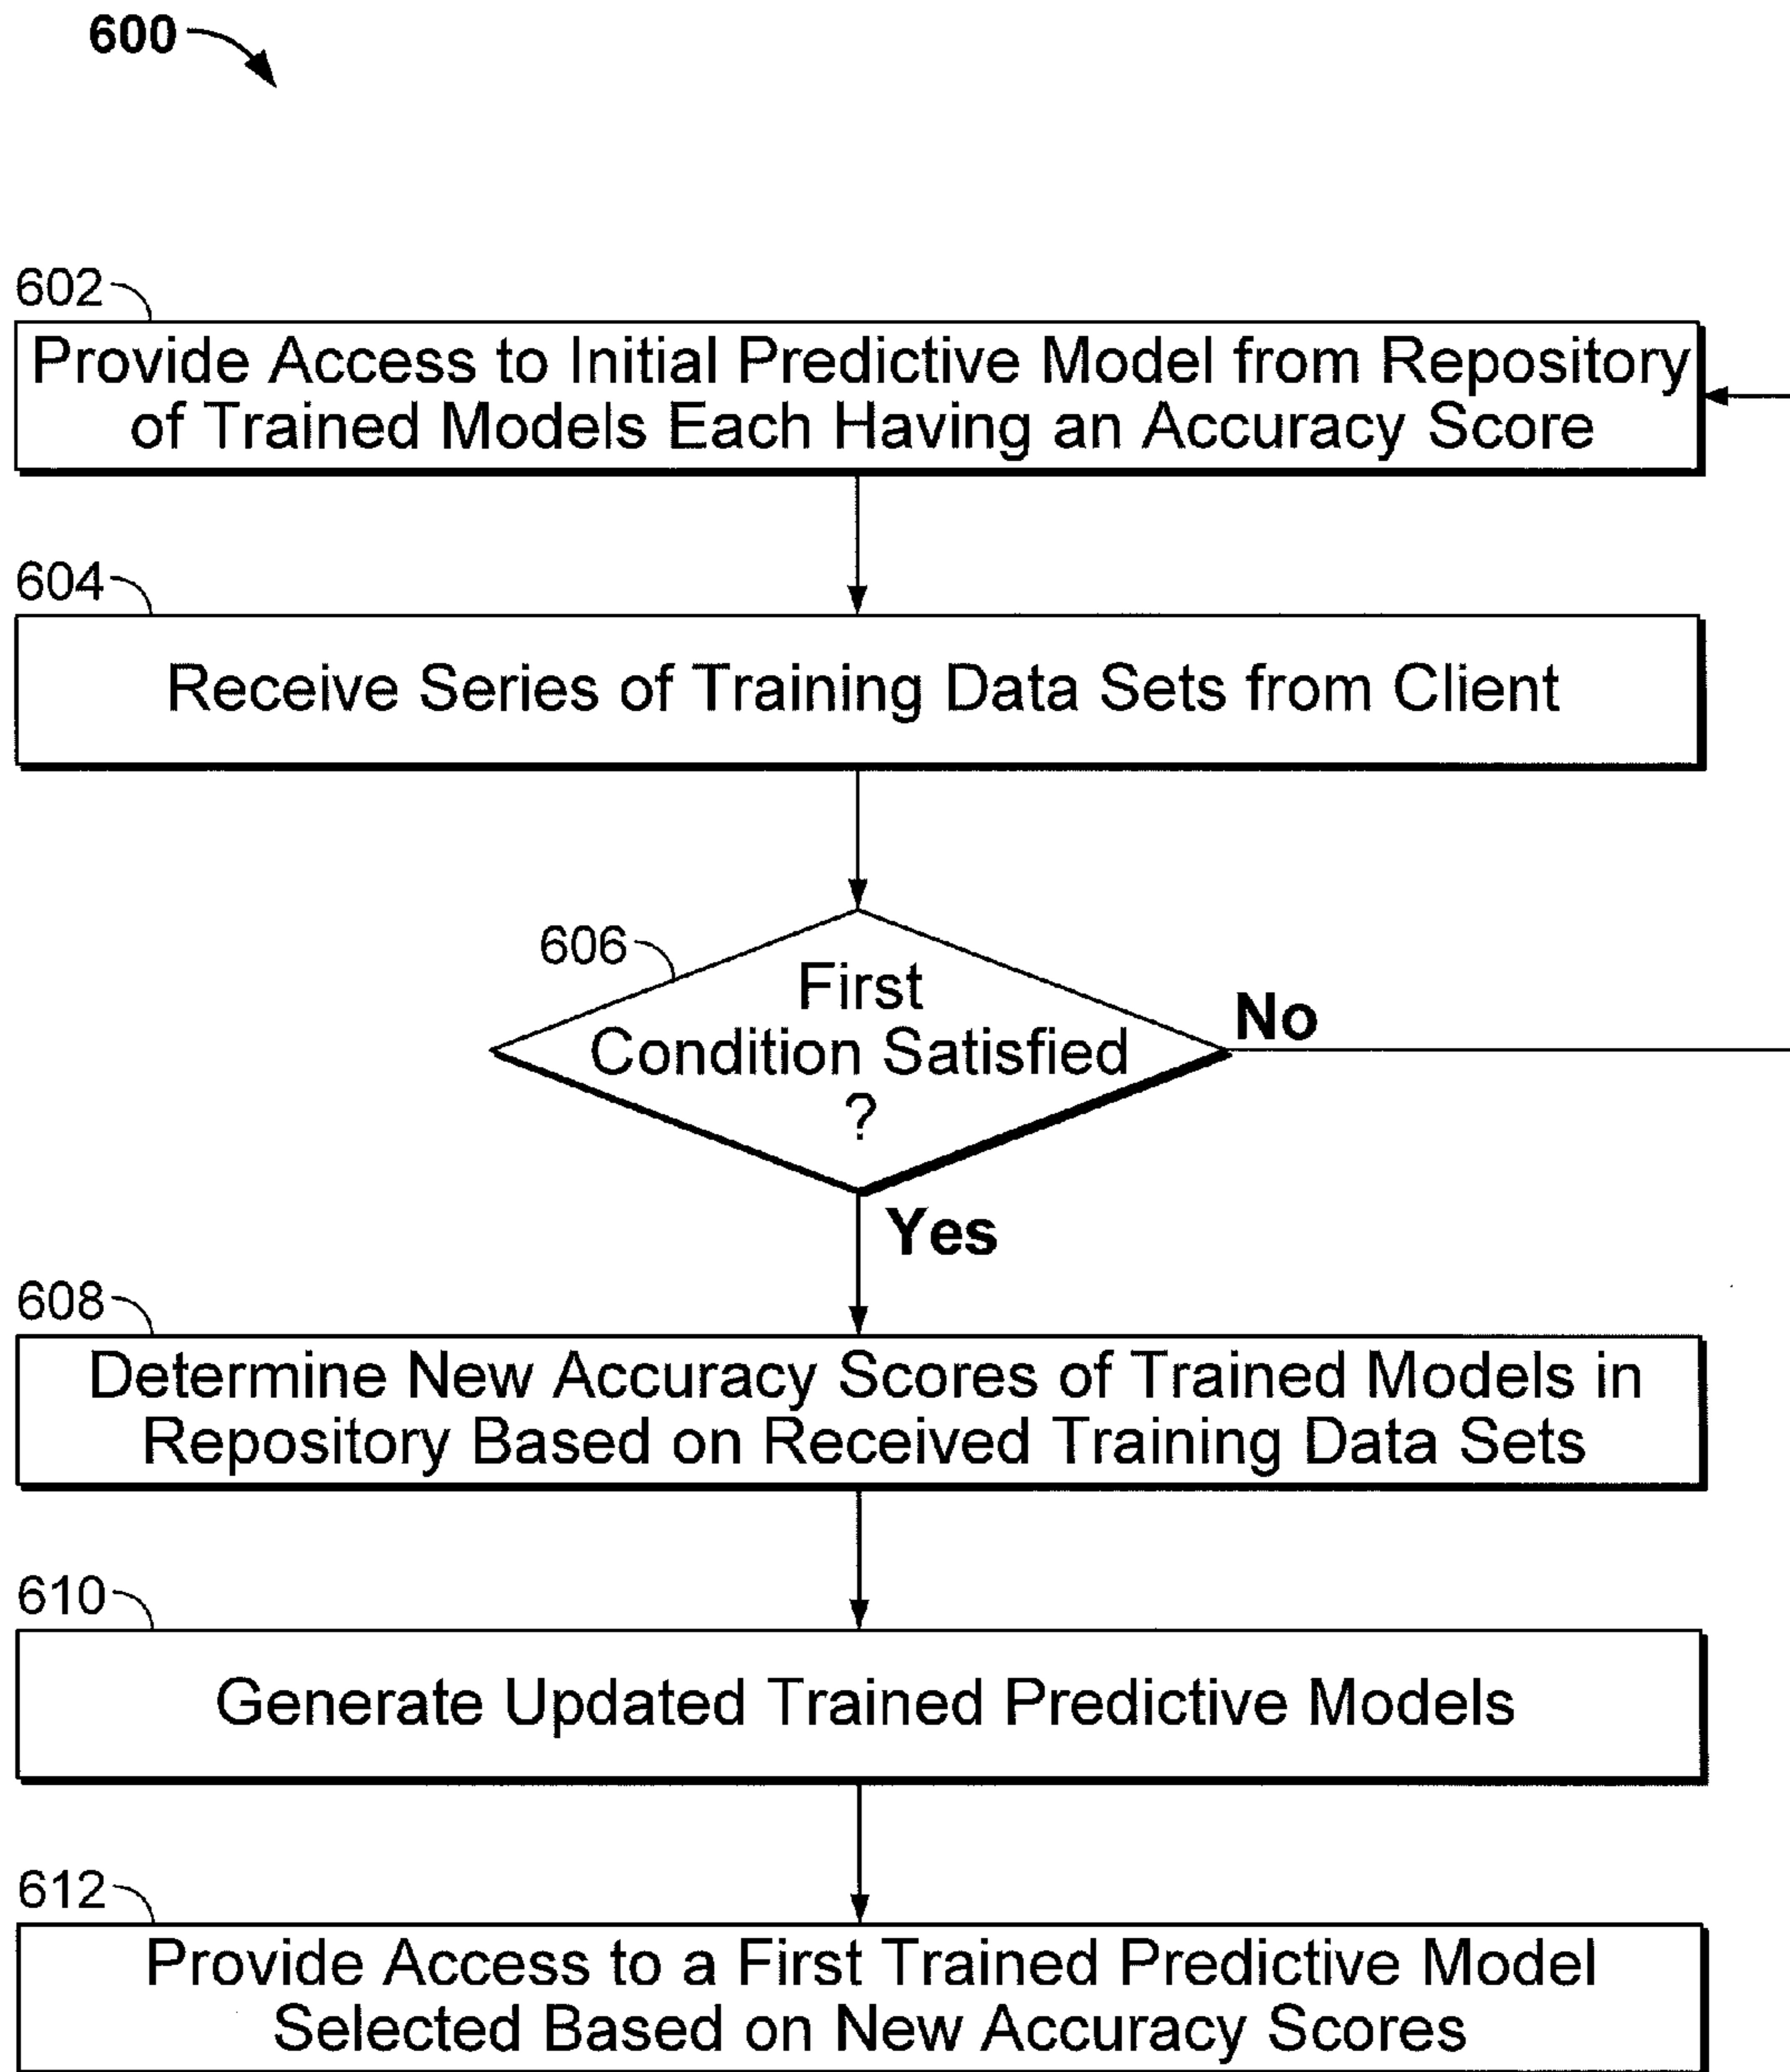 600
602
Provide Access to Initial Predictive Model from Repository
of Trained Models Each Having an Accuracy Score
604
Receive Series of Training Data Sets from Client
606
First
Condition Satisfied
?
No
Yes
608
Determine New Accuracy Scores of Trained Models in
Repository Based on Received Training Data Sets
610
Generate Updated Trained Predictive Models
612
Provide Access to a First Trained Predictive Model
Selected Based on New Accuracy Scores